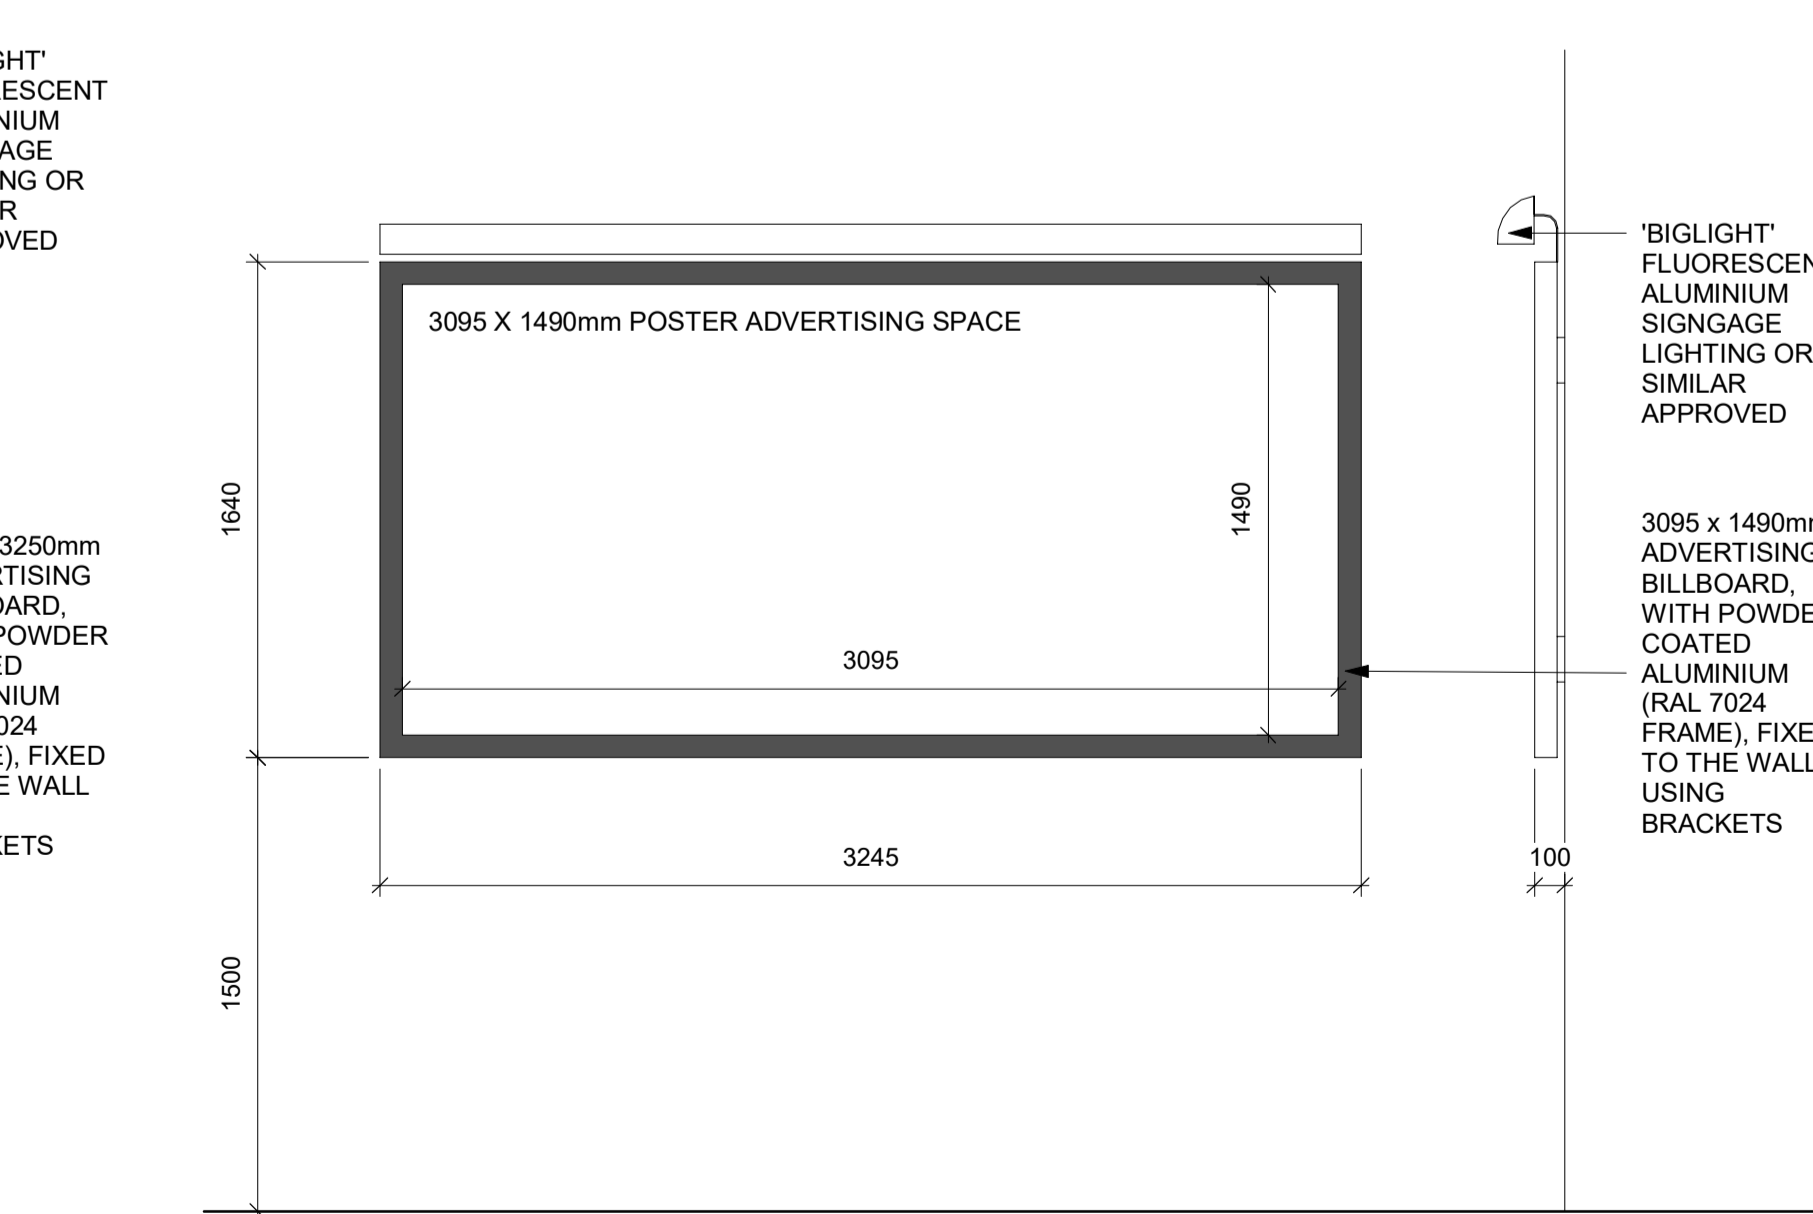 GHT'
ESCENT
NIUM
AGE
NG OR
R
OVED
3250mm
RTISING
OARD,
POWDER
ED
NIUM
024
E), FIXED
E WALL
KETS
1640
1500
3095 X 1490mm POSTER ADVERTISING SPACE
1490
3095
3245
100
'BIGLIGHT'
FLUORESCEN
ALUMINIUM
SIGNGAGE
LIGHTING OR
SIMILAR
APPROVED
3095 x 1490m
ADVERTISING
BILLBOARD,
WITH POWDE
COATED
ALUMINIUM
(RAL 7024
FRAME), FIXE
TO THE WALL
USING
BRACKETS